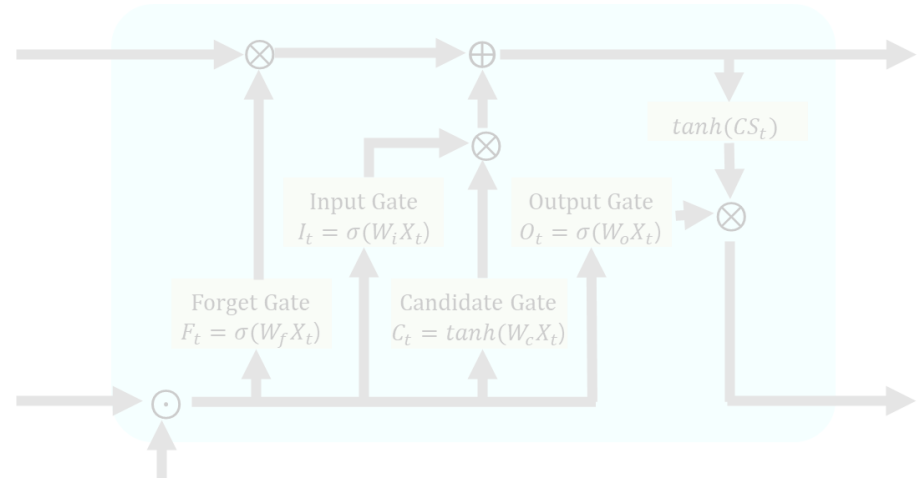 tanh(CS_t)
Input Gate
I_t = σ(W_i X_t)
Output Gate
O_t = σ(W_o X_t)
Forget Gate
F_t = σ(W_f X_t)
Candidate Gate
C_t = tanh(W_c X_t)